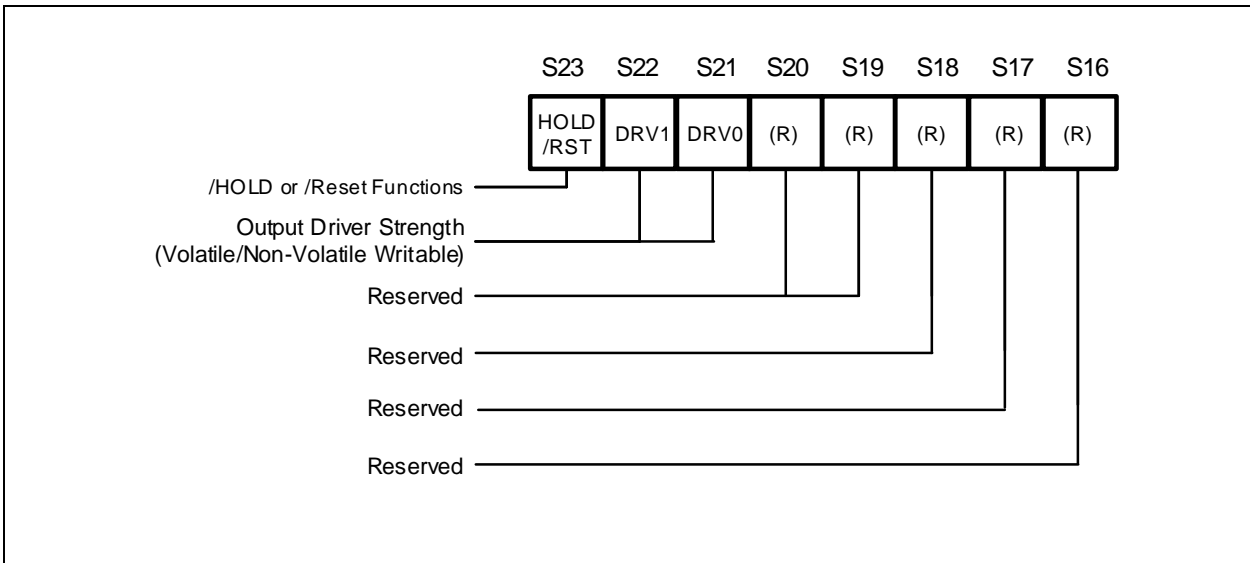 S23 S22 S21 S20 S19 S18 S17 S16
HOLD
/RST DRV1 DRV0 (R) (R) (R) (R) (R)
/HOLD or /Reset Functions
Output Driver Strength
(Volatile/Non-Volatile Writable)
Reserved
Reserved
Reserved
Reserved